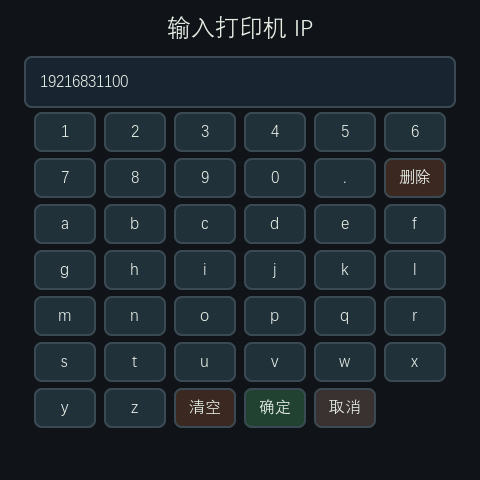 输入打印机 IP
19216831100
1 2 3 4 5 6
7 8 9 0 . 删除
a b c d e f
g h i j k l
m n o p q r
s t u v w x
y z 清空 确定 取消